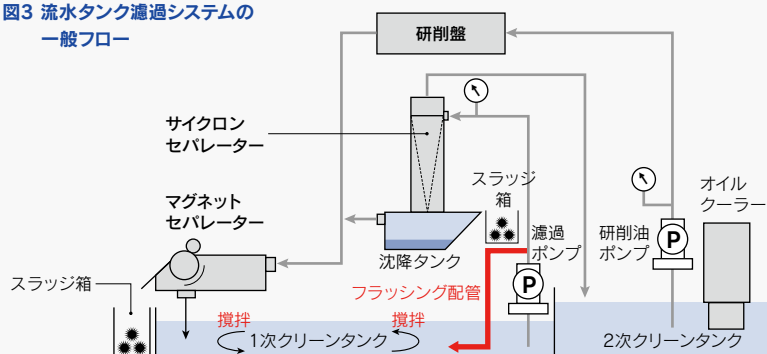 図3 流水タンク濾過システムの
一般フロー
研削盤
サイクロン
セパレーター
マグネット
セパレーター
スラッジ
箱
オイル
クーラー
濾過
ポンプ
研削油
ポンプ
P
P
沈降タンク
スラッジ箱
フラッシング配管
撹拌
撹拌
1次クリーンタンク
2次クリーンタンク